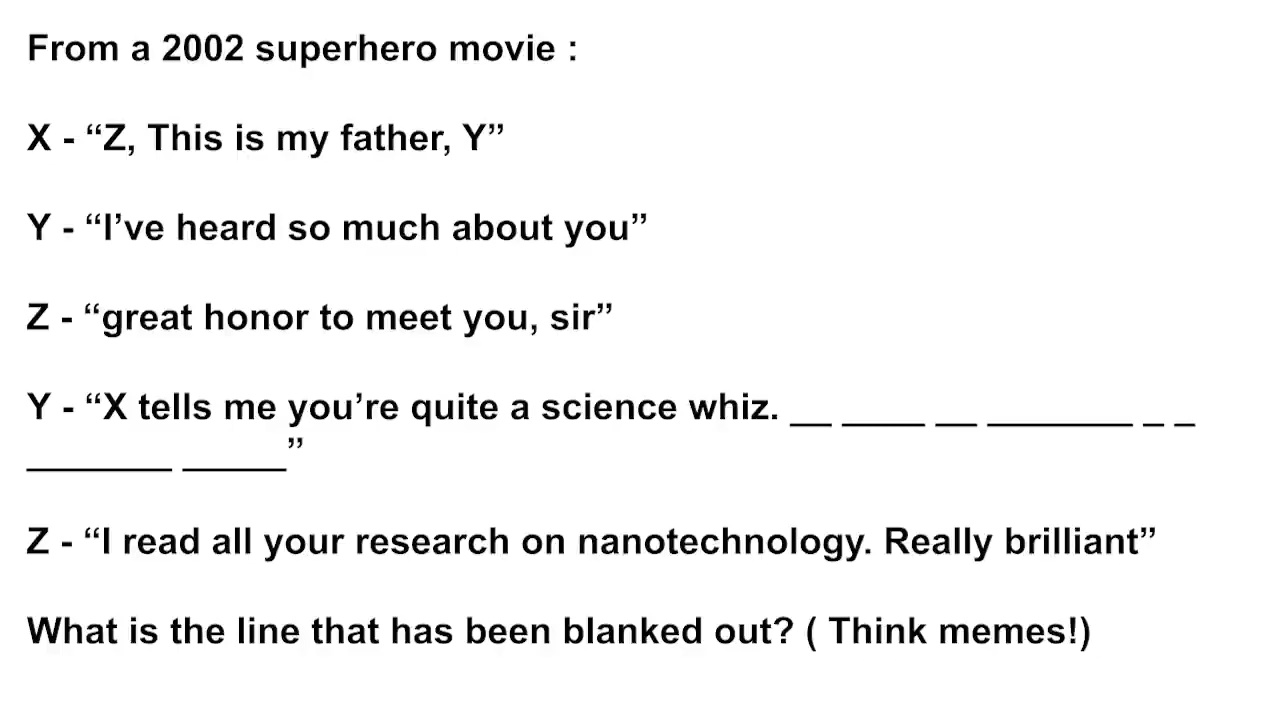 From a 2002 superhero movie :
X - “Z, This is my father, Y”
Y - “I’ve heard so much about you”
Z - “great honor to meet you, sir”
Y - “X tells me you’re quite a science whiz. __ ____ __ _______ _ _
_______ _____”
Z - “I read all your research on nanotechnology. Really brilliant”
What is the line that has been blanked out? ( Think memes!)